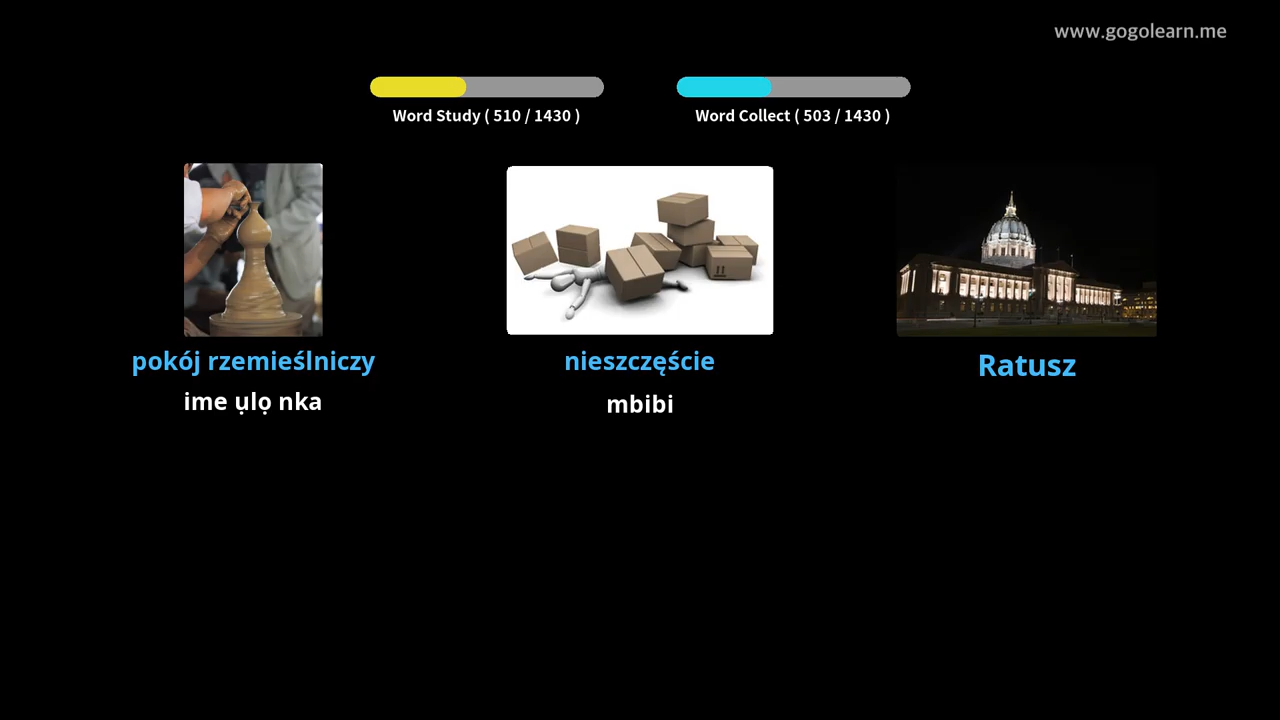 www.gogolearn.me
Word Study ( 510 / 1430 )
Word Collect ( 503 / 1430 )
pokój rzemieślniczy
nieszczęście
Ratusz
ime ụlọ nka
mbibi